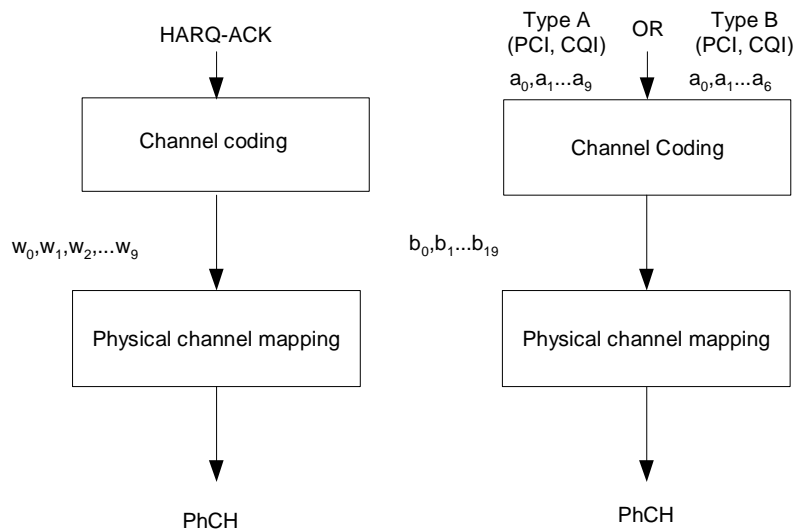 HARQ-ACK
Channel coding
w0,w1,w2,...w9
Physical channel mapping
PhCH
Type A
(PCI, CQI)
OR
Type B
(PCI, CQI)
a0,a1...a9
a0,a1...a6
Channel Coding
b0,b1...b19
Physical channel mapping
PhCH